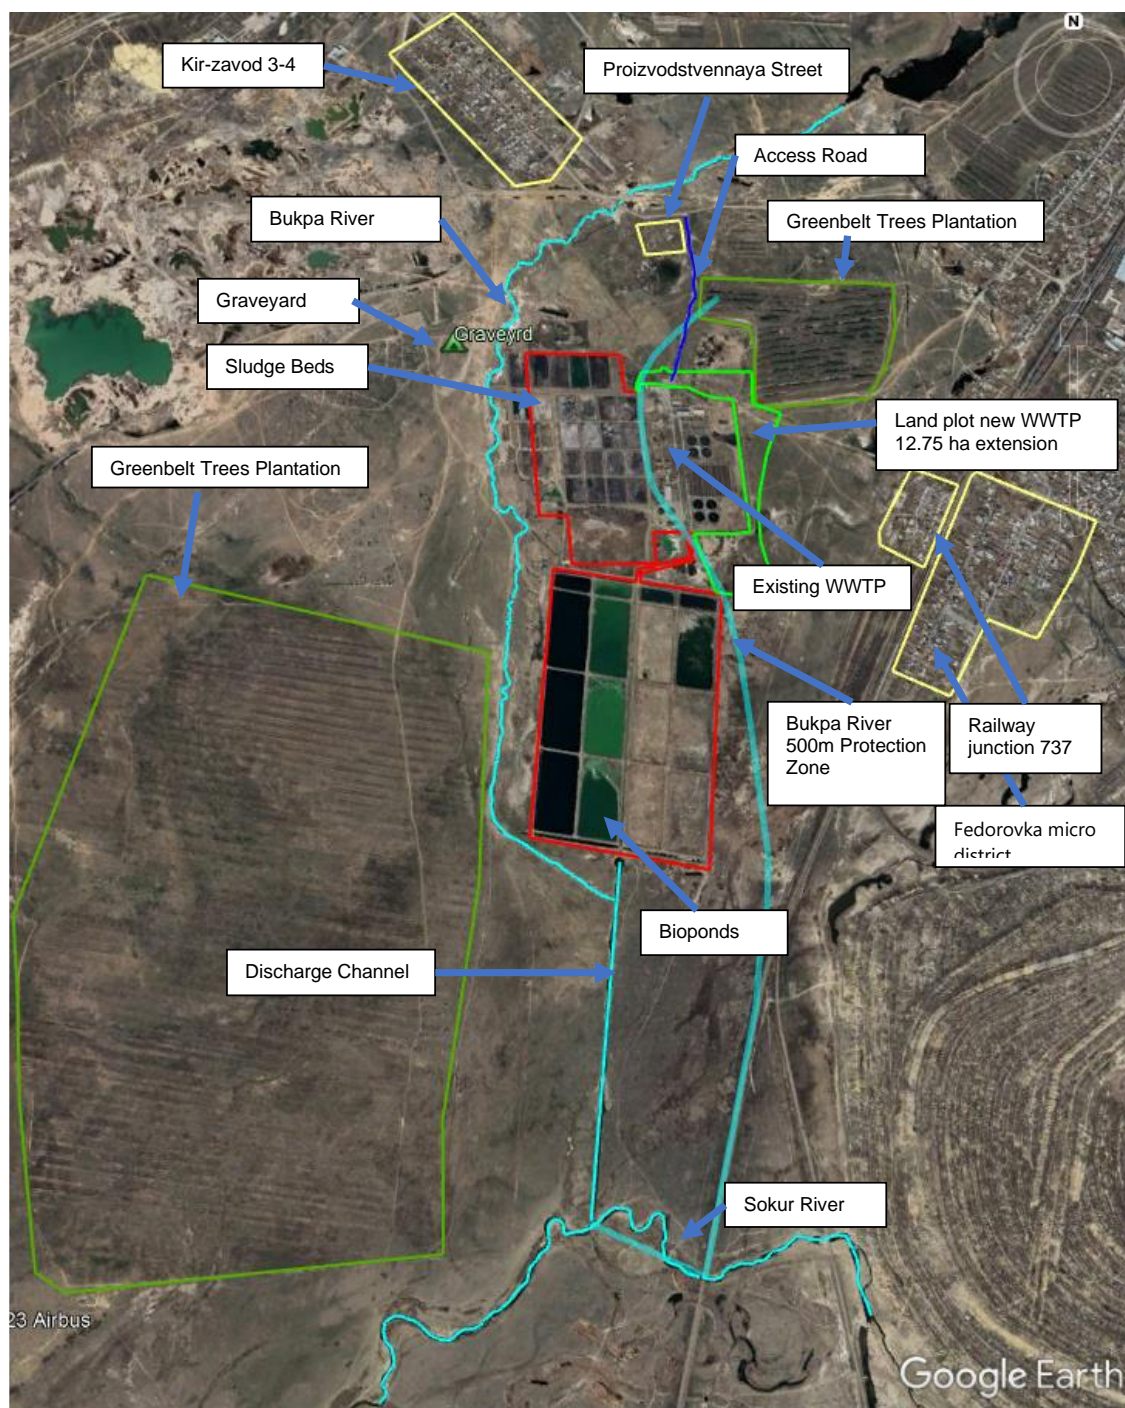 N
Kir-zavod 3-4
Proizvodstvennaya Street
Access Road
Bukpa River
Greenbelt Trees Plantation
Graveyard
Graveyrd
Sludge Beds
Land plot new WWTP
12.75 ha extension
Greenbelt Trees Plantation
Existing WWTP
Bukpa River
500m Protection
Zone
Railway
junction 737
Fedorovka micro
district
Bioponds
Discharge Channel
Sokur River
23 Airbus
Google Earth